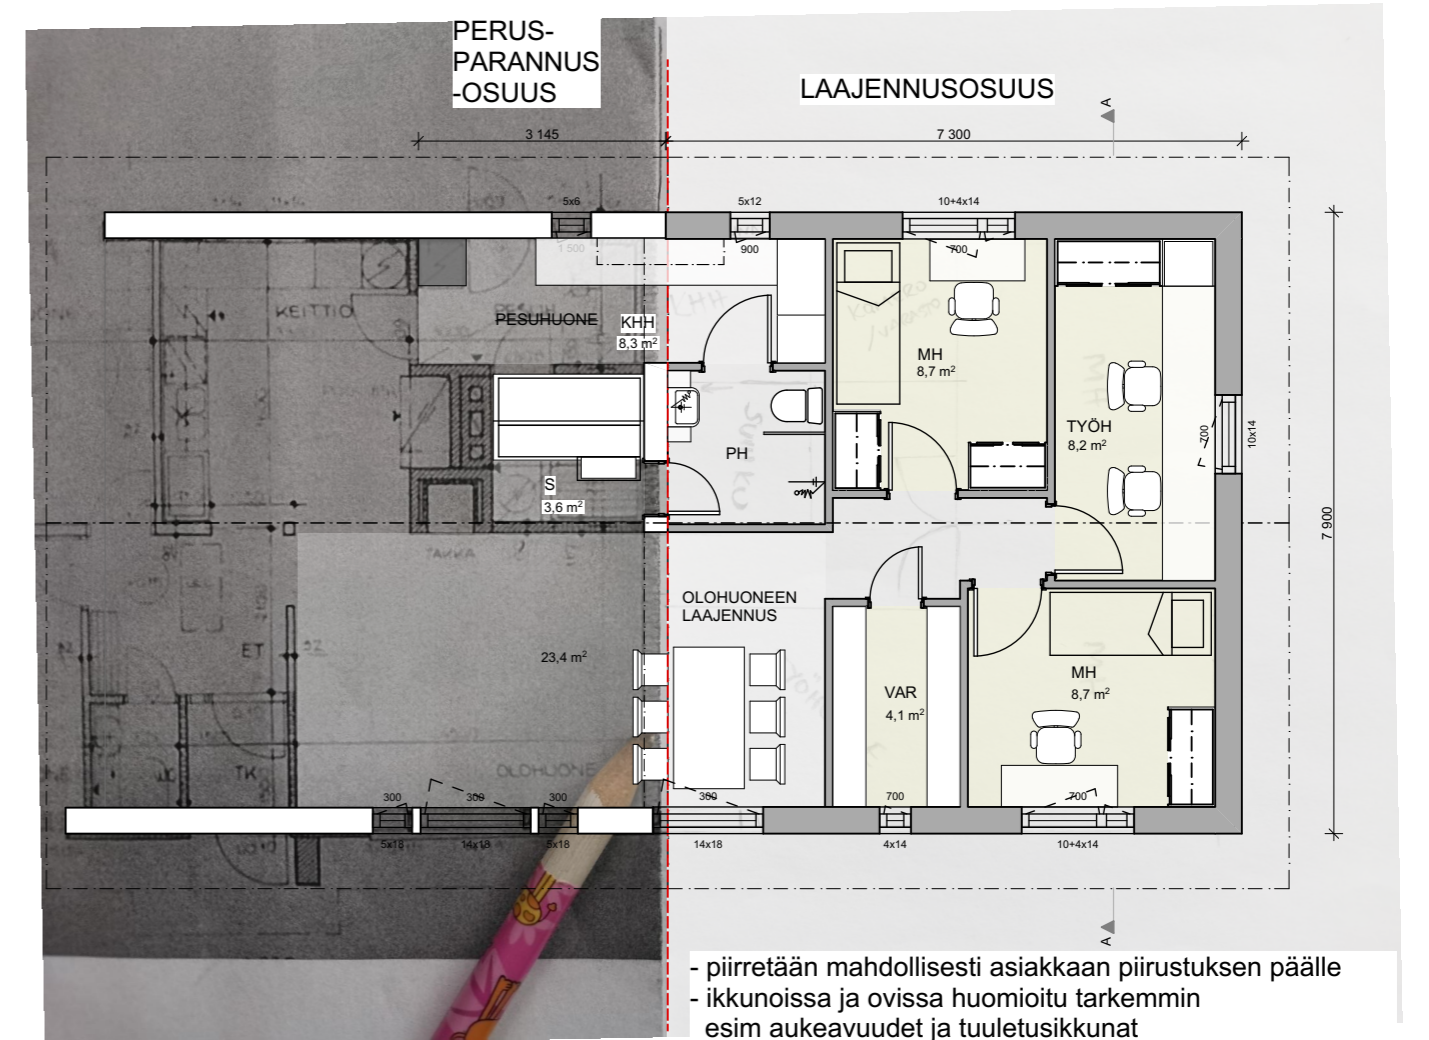 PERUS-
PARANNUS
-OSUUS
LAAJENNUSOSUUS
A
3 145
7 300
5x6
5x12
10+4x14
1 500
900
700
KEITTIÖ
PESUHUONE
KHH
8,3 m²
KHH
MH
8,7 m²
MH
TYÖH
8,2 m²
700
10x14
PH
S
3,6 m²
7 900
TAKKA
OLOHUONEEN
LAAJENNUS
ET
23,4 m²
VAR
4,1 m²
MH
8,7 m²
OLOHUONE
WC
TK
300
300
300
300
700
700
5x18
14x18
5x18
14x18
4x14
10+4x14
A
- piirretään mahdollisesti asiakkaan piirustuksen päälle
- ikkunoissa ja ovissa huomioitu tarkemmin
esim aukeavuudet ja tuuletusikkunat